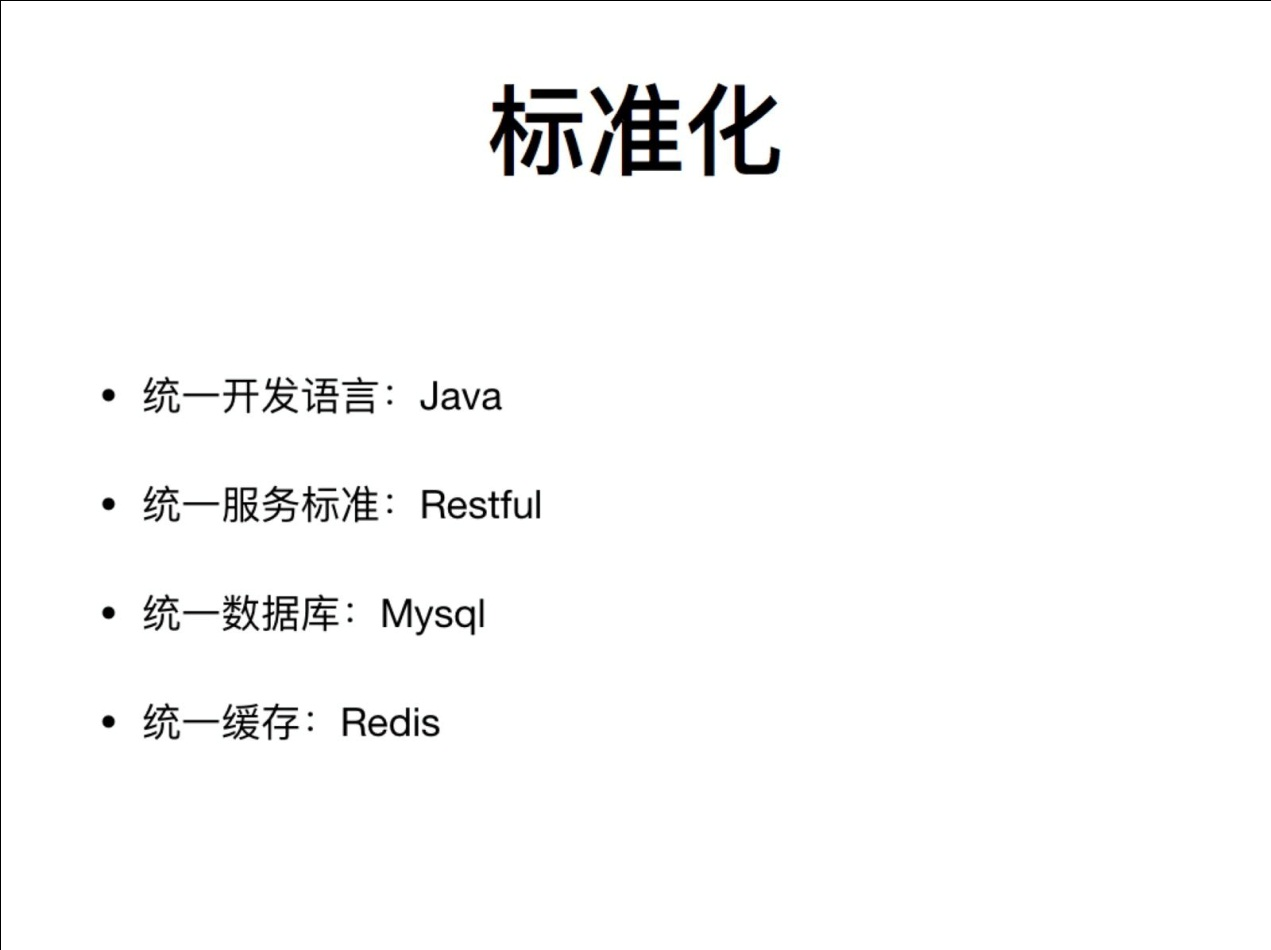 标准化
• 统一开发语言：Java
• 统一服务标准：Restful
• 统一数据库：Mysql
• 统一缓存：Redis